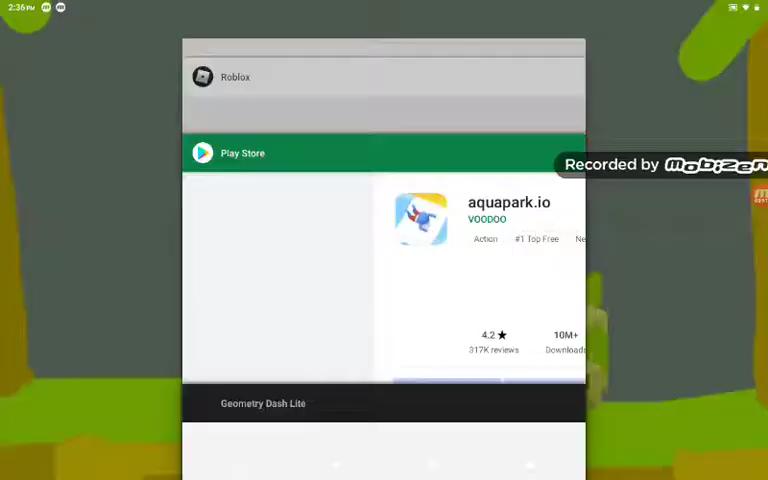 2:36 PM
Roblox
Play Store
Recorded by MOBIZEN
aquapark.io
VOODOO
Action #1 Top Free
4.2 ★ 10M+
317K reviews Downloads
Geometry Dash Lite